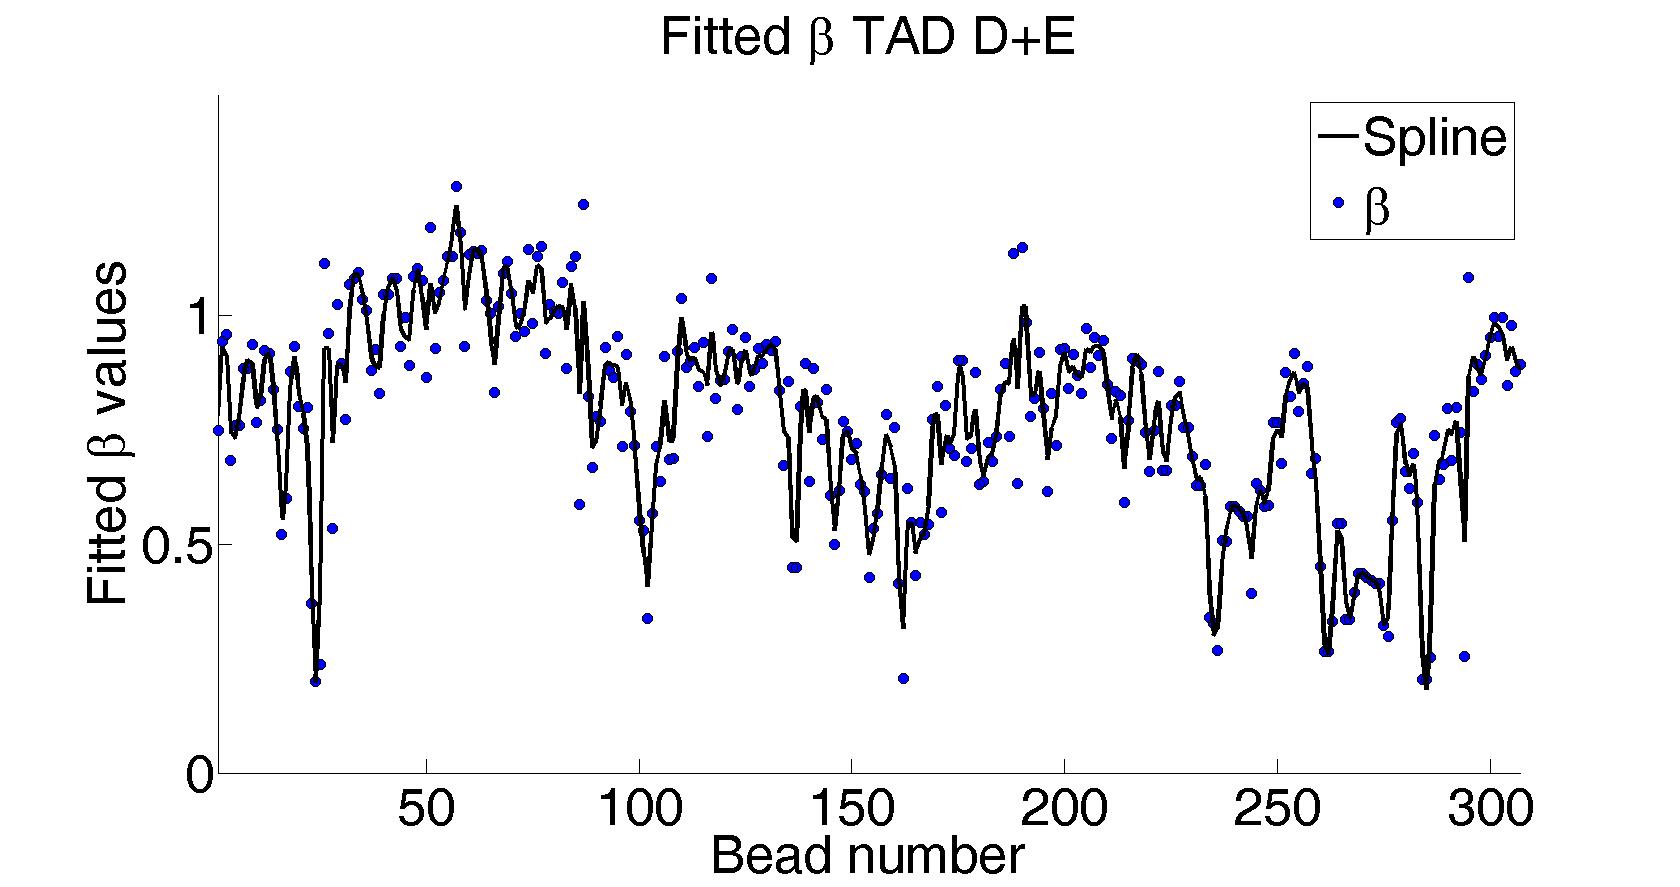 Fitted β TAD D+E
Spline
β
Fitted β values
1
0.5
0
50 100 150 200 250 300
Bead number